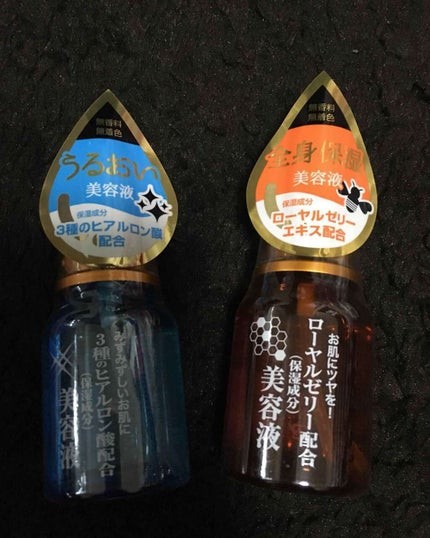 無香料
無着色
うるおい
美容液
保湿成分
3種のヒアルロン酸
配合
みずみずしいお肌に
3種のヒアルロン酸配合
(保湿成分)
美容液
無香料
無着色
全身保湿
美容液
保湿成分
ローヤルゼリー
エキス配合
お肌にツヤを!
ローヤルゼリー配合
(保湿成分)
美容液